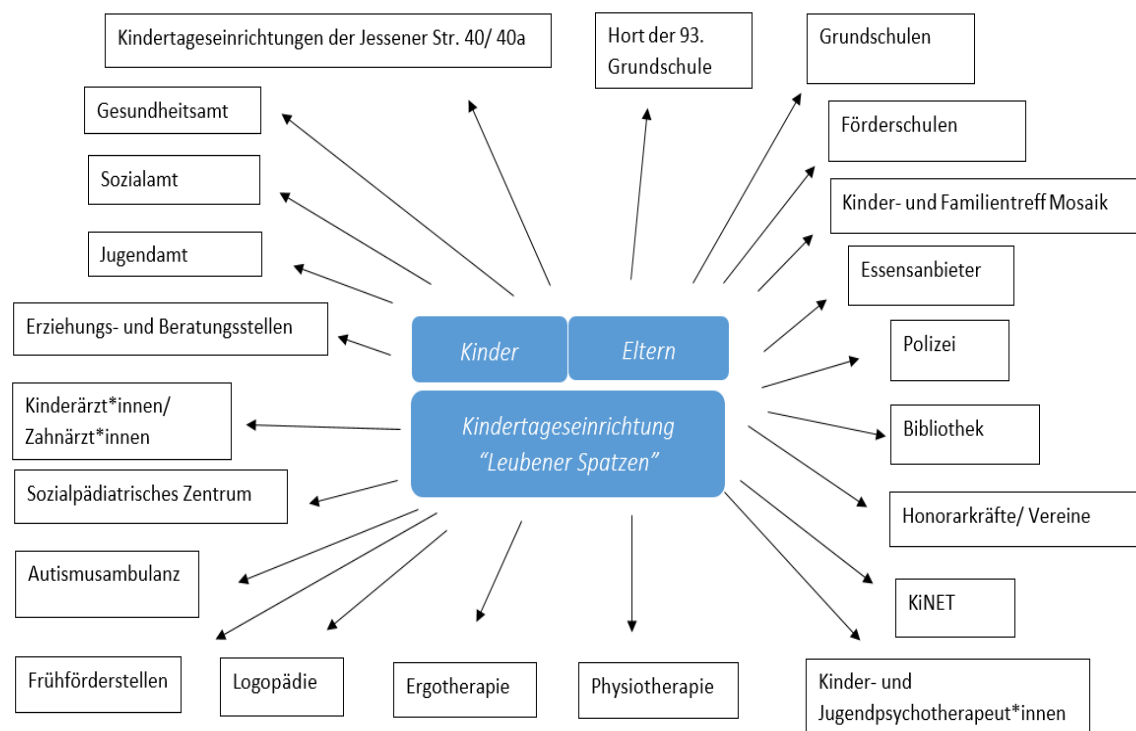 Kindertageseinrichtungen der Jessener Str. 40/ 40a
Hort der 93.
Grundschule
Grundschulen
Gesundheitsamt
Förderschulen
Sozialamt
Kinder- und Familientreff Mosaik
Jugendamt
Essensanbieter
Erziehungs- und Beratungsstellen
Kinder
Eltern
Polizei
Kinderärzt*innen/
Zahnärzt*innen
Kindertageseinrichtung
“Leubener Spatzen”
Bibliothek
Sozialpädiatrisches Zentrum
Honorarkräfte/ Vereine
Autismusambulanz
KiNET
Frühförderstellen
Logopädie
Ergotherapie
Physiotherapie
Kinder- und
Jugendpsychotherapeut*innen